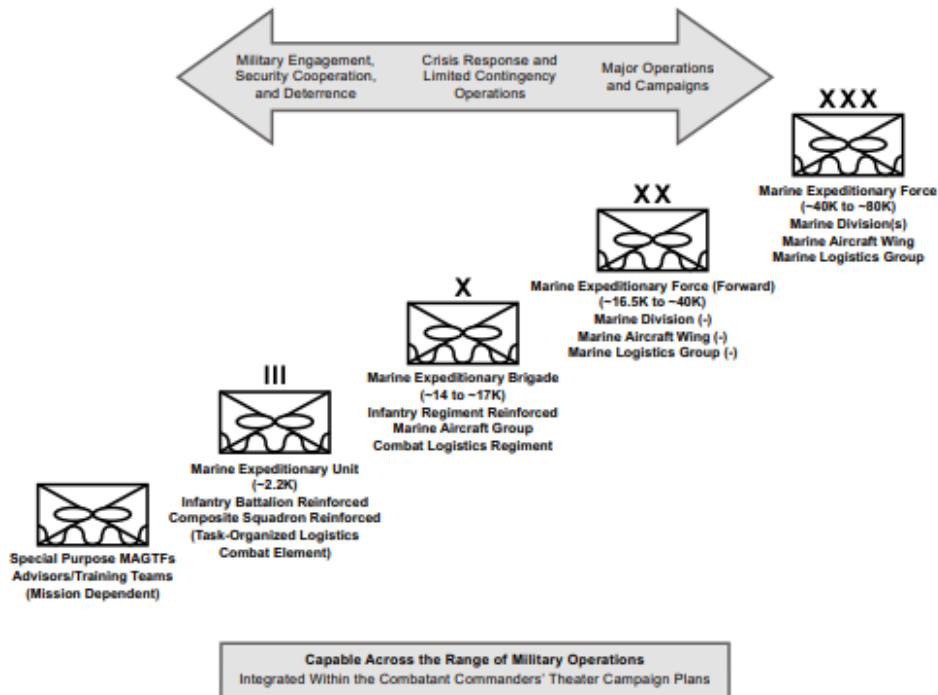 Military Engagement,
Security Cooperation,
and Deterrence
Crisis Response and
Limited Contingency
Operations
Major Operations
and Campaigns
XXX
Marine Expeditionary Force
(~40K to ~80K)
Marine Division(s)
Marine Aircraft Wing
Marine Logistics Group
XX
Marine Expeditionary Force (Forward)
(~16.5K to ~40K)
Marine Division (-)
Marine Aircraft Wing (-)
Marine Logistics Group (-)
X
Marine Expeditionary Brigade
(~14 to ~17K)
Infantry Regiment Reinforced
Marine Aircraft Group
Combat Logistics Regiment
III
Marine Expeditionary Unit
(~2.2K)
Infantry Battalion Reinforced
Composite Squadron Reinforced
(Task-Organized Logistics
Combat Element)
Special Purpose MAGTFs
Advisors/Training Teams
(Mission Dependent)
Capable Across the Range of Military Operations
Integrated Within the Combatant Commanders' Theater Campaign Plans